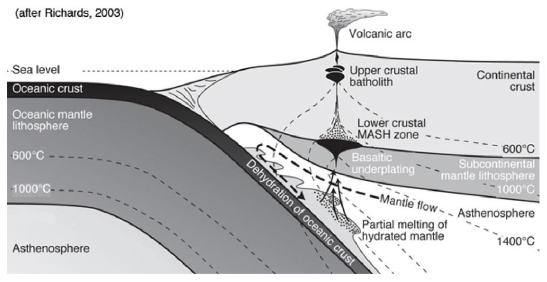 (after Richards, 2003)
Volcanic arc
Sea level
Upper crustal
batholith
Continental
crust
Oceanic crust
Oceanic mantle
lithosphere
Lower crustal
MASH zone
600°C
600°C
Basaltic
underplating
Subcontinental
mantle lithosphere
1000°C
1000°C
Dehydration of oceanic crust
Mantle flow
Asthenosphere
Partial melting of
hydrated mantle
1400°C
Asthenosphere